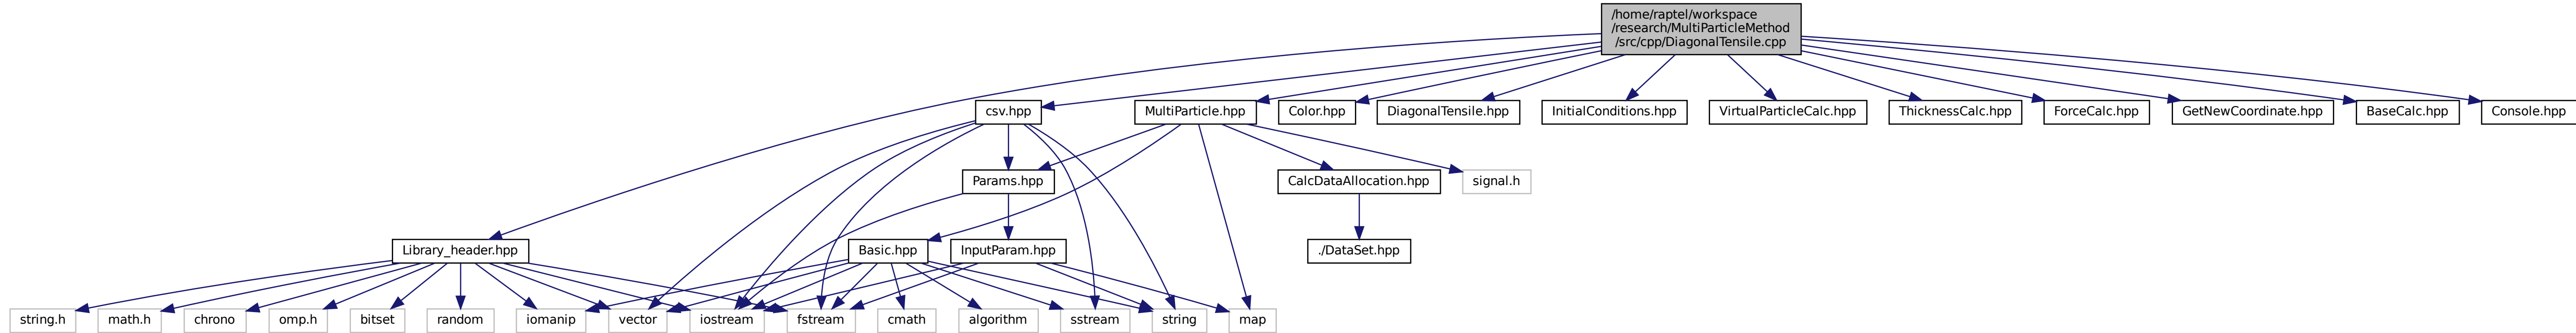 /home/raptel/workspace
/research/MultiParticleMethod
/src/cpp/DiagonalTensile.cpp
csv.hpp
MultiParticle.hpp
Color.hpp
DiagonalTensile.hpp
InitialConditions.hpp
VirtualParticleCalc.hpp
ThicknessCalc.hpp
ForceCalc.hpp
GetNewCoordinate.hpp
BaseCalc.hpp
Console.hpp
Params.hpp
CalcDataAllocation.hpp
signal.h
Library_header.hpp
Basic.hpp
InputParam.hpp
./DataSet.hpp
string.h
math.h
chrono
omp.h
bitset
random
iomanip
vector
iostream
fstream
cmath
algorithm
sstream
string
map